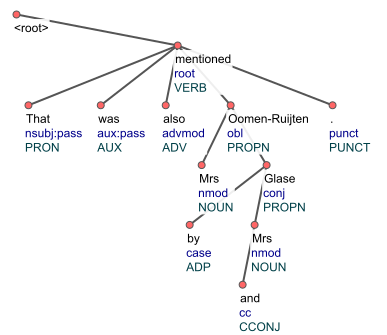 <root>
mentioned
root
VERB
That was also Oomen-Ruijten .
nsubj:pass aux:pass advmod obl punct
PRON AUX ADV PROPN PUNCT
Mrs Glase
nmod conj
NOUN PROPN
by Mrs
case nmod
ADP NOUN
and
cc
CCONJ